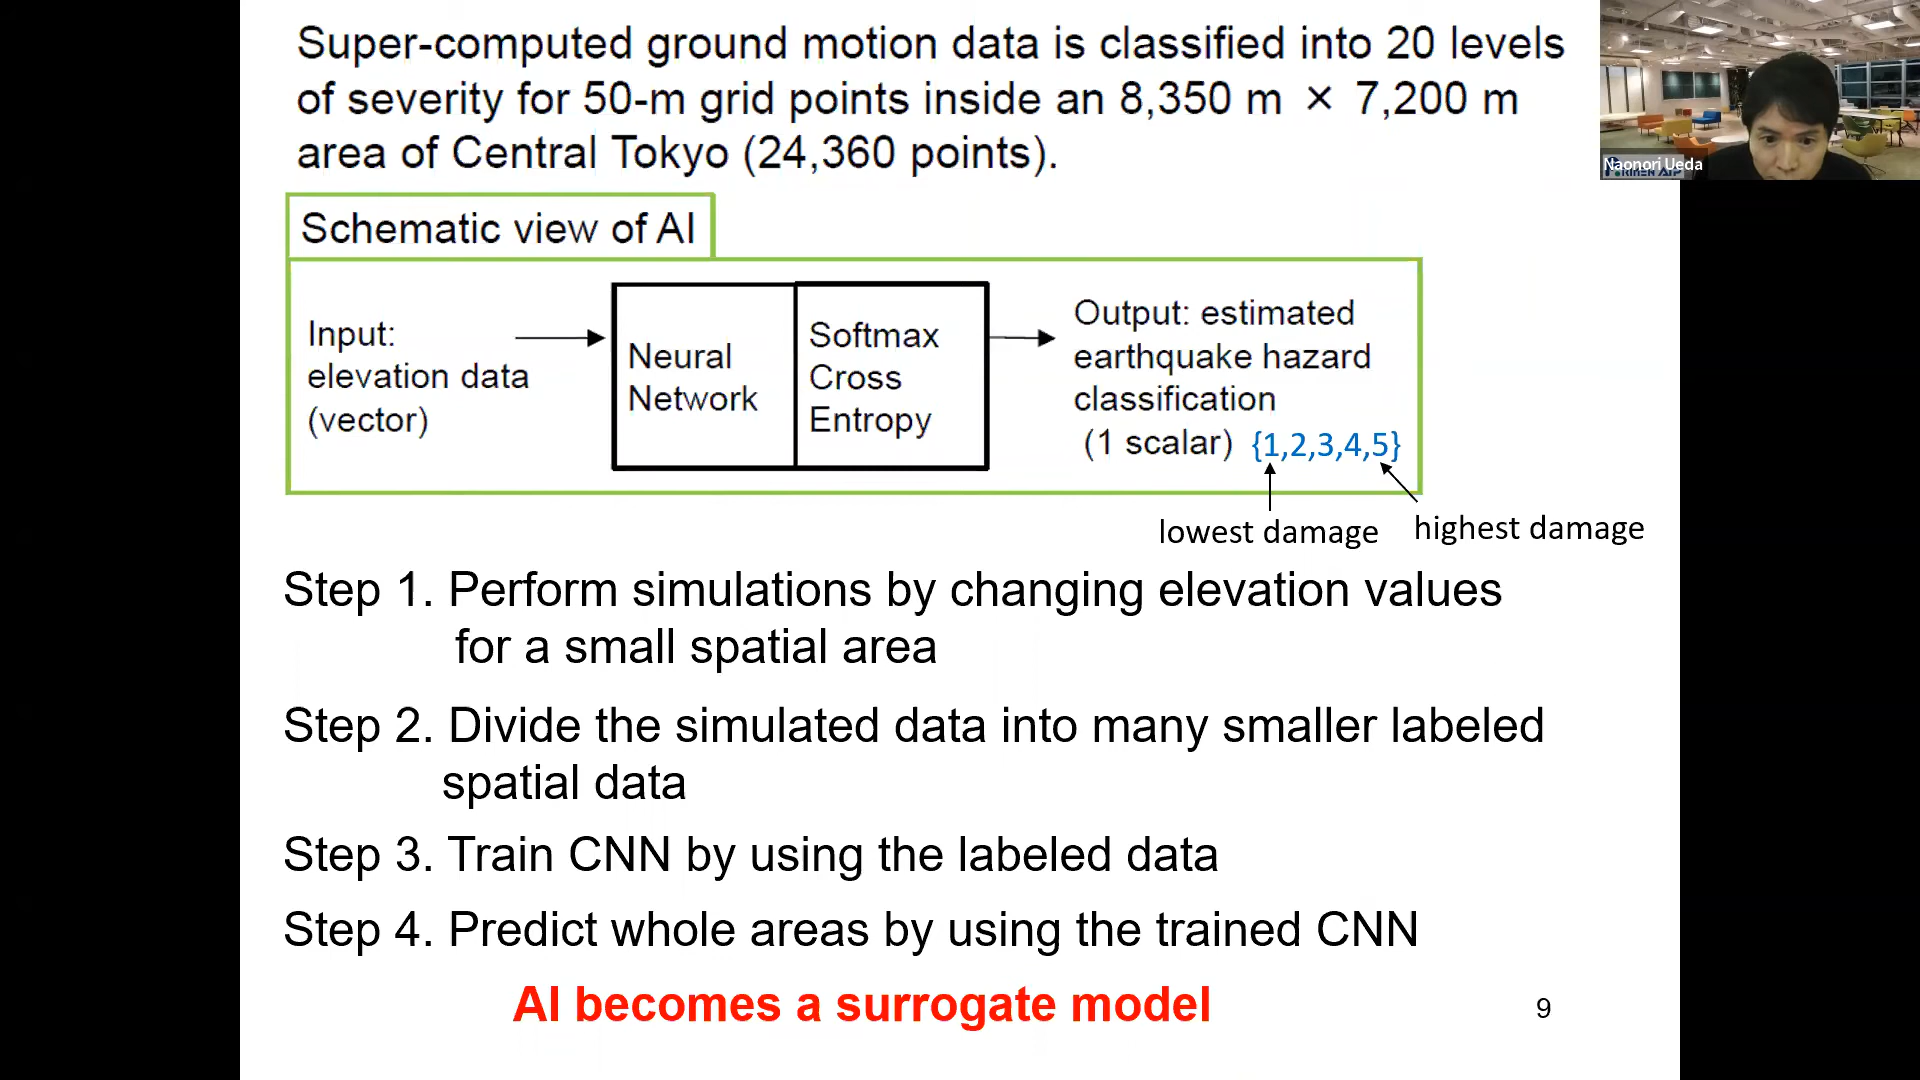 Super-computed ground motion data is classified into 20 levels
of severity for 50-m grid points inside an 8,350 m × 7,200 m
area of Central Tokyo (24,360 points).
Naonori Ueda
Schematic view of AI
Input:
elevation data
(vector)
Neural
Network
Softmax
Cross
Entropy
Output: estimated
earthquake hazard
classification
(1 scalar) {1,2,3,4,5}
lowest damage
highest damage
Step 1. Perform simulations by changing elevation values
for a small spatial area
Step 2. Divide the simulated data into many smaller labeled
spatial data
Step 3. Train CNN by using the labeled data
Step 4. Predict whole areas by using the trained CNN
AI becomes a surrogate model
9